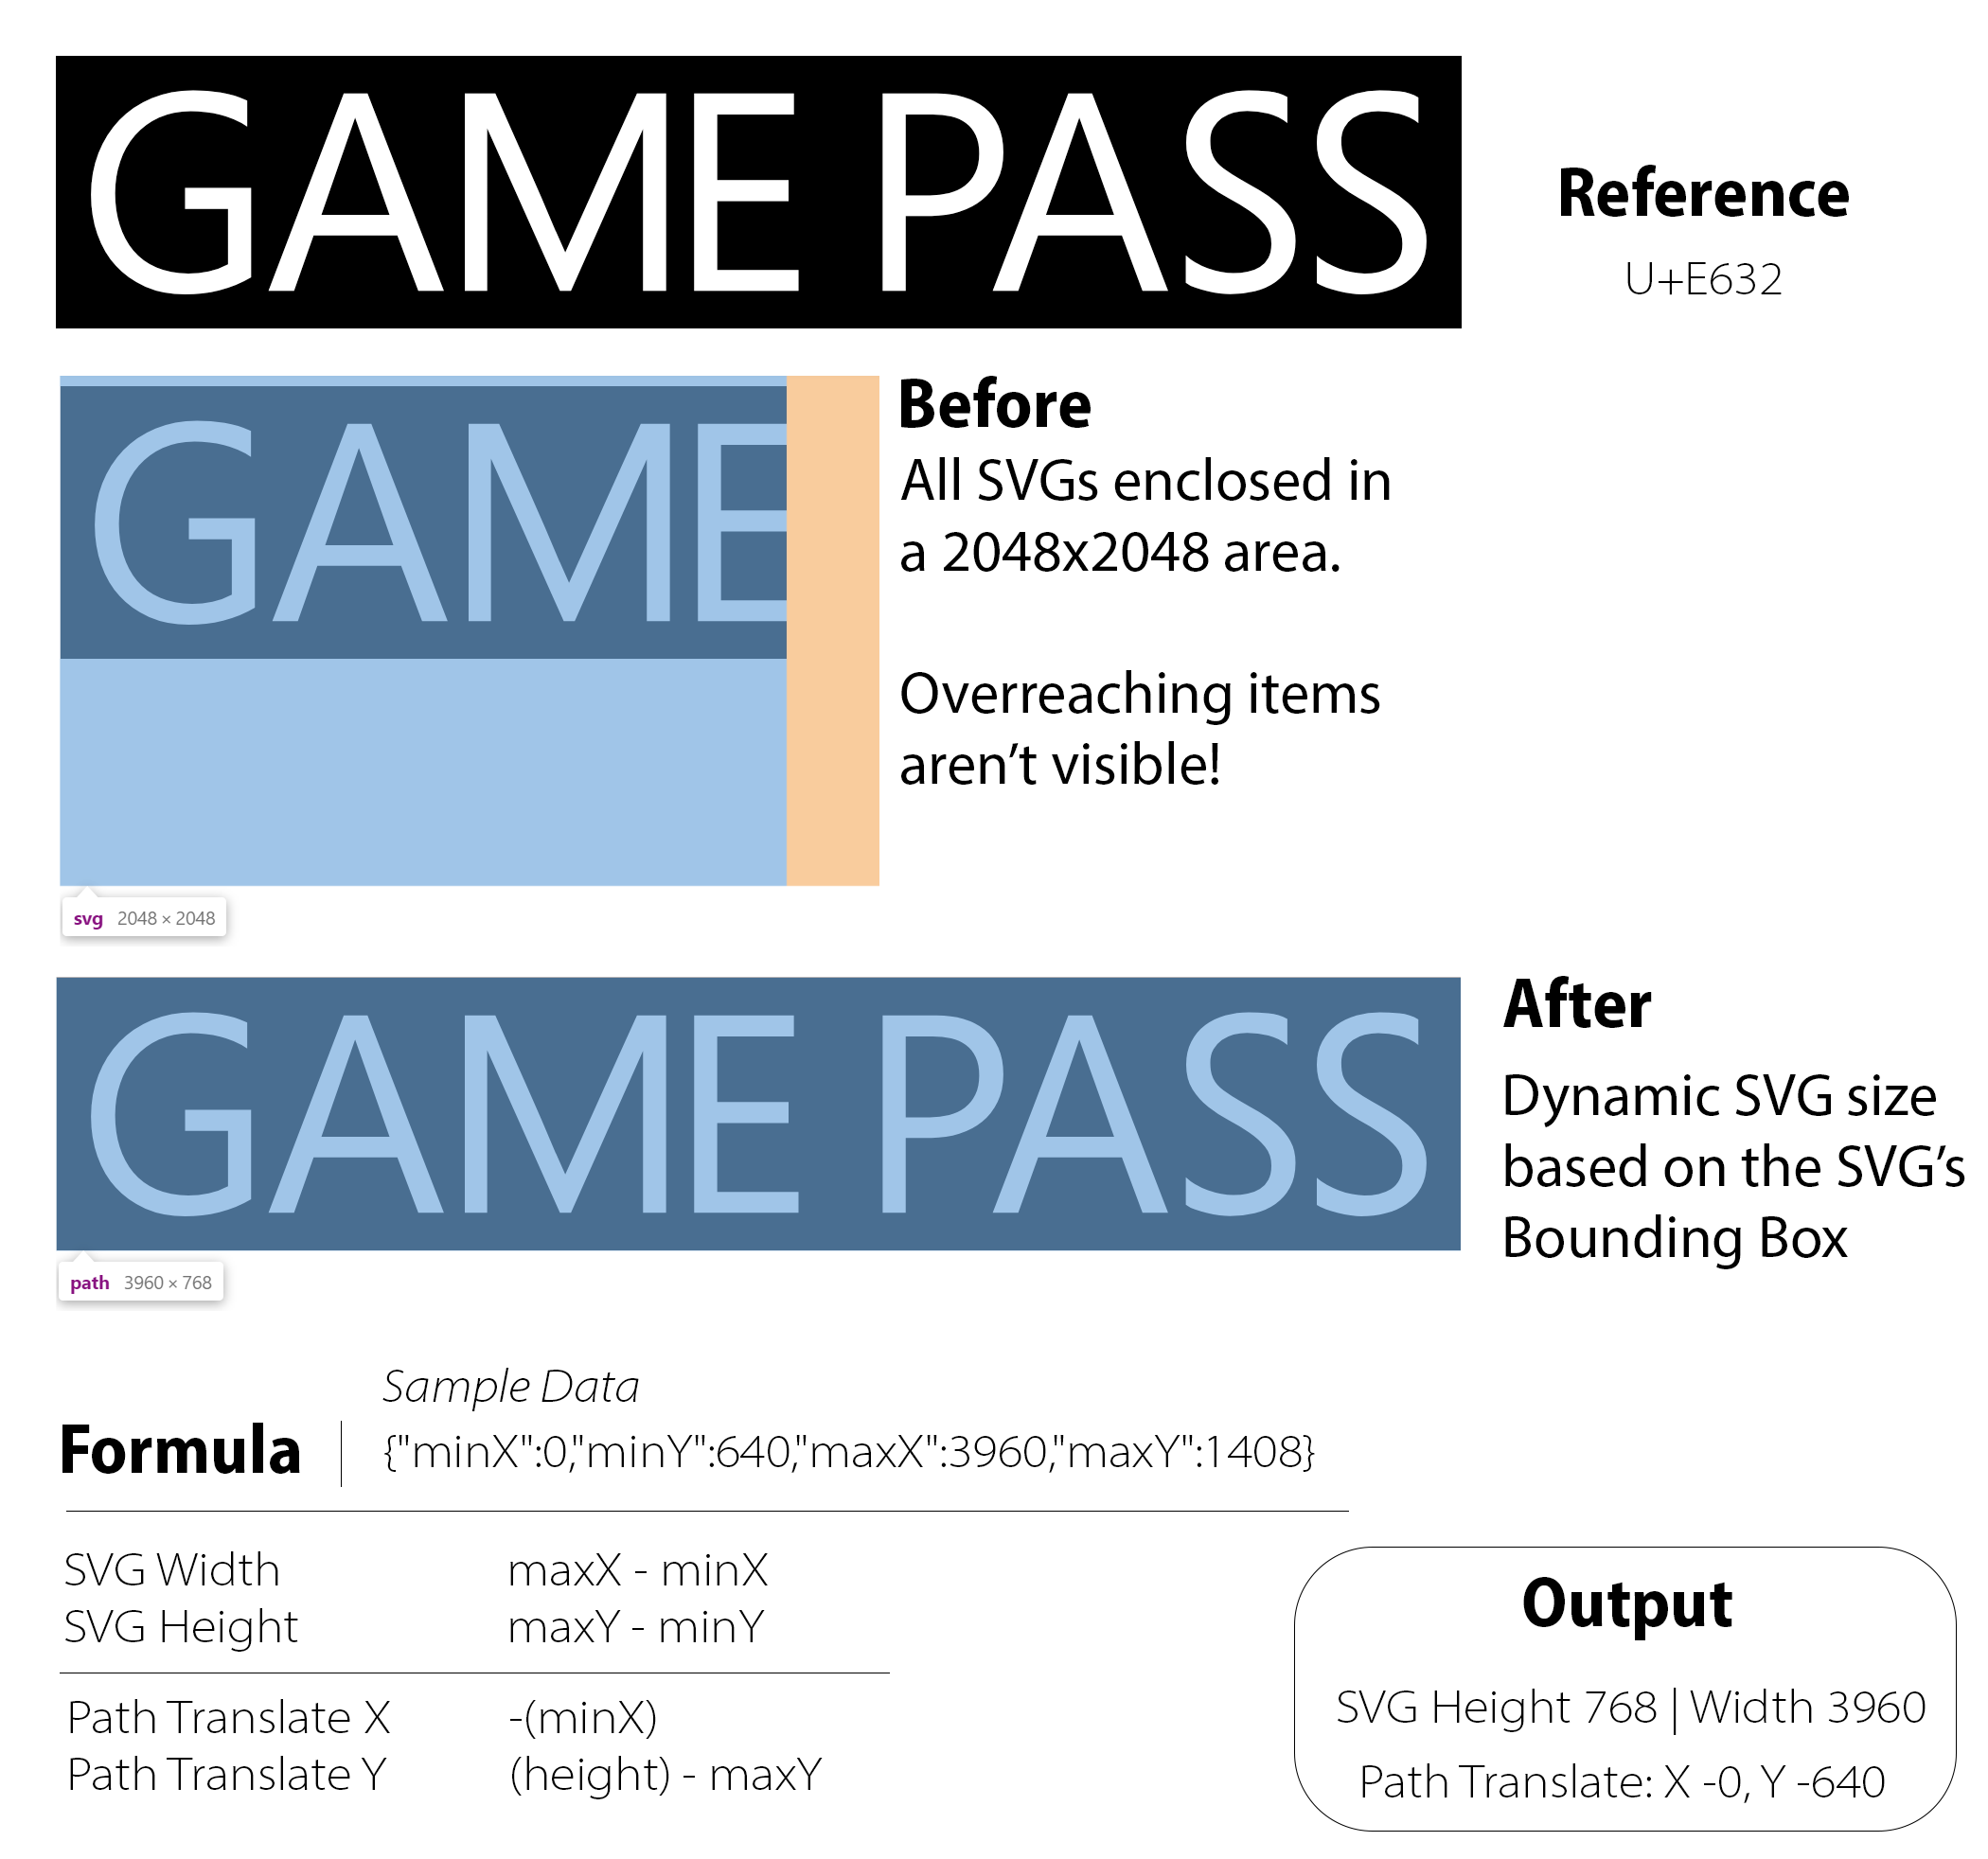 GAME PASS
Reference
U+E632
GAME
Before
All SVGs enclosed in
a 2048x2048 area.
Overreaching items
aren’t visible!
svg 2048 × 2048
GAME PASS
After
Dynamic SVG size
based on the SVG’s
Bounding Box
path 3960 × 768
Sample Data
Formula
{"minX":0,"minY":640,"maxX":3960,"maxY":1408}
SVG Width maxX - minX
SVG Height maxY - minY
Path Translate X -(minX)
Path Translate Y (height) - maxY
Output
SVG Height 768 | Width 3960
Path Translate: X -0, Y -640